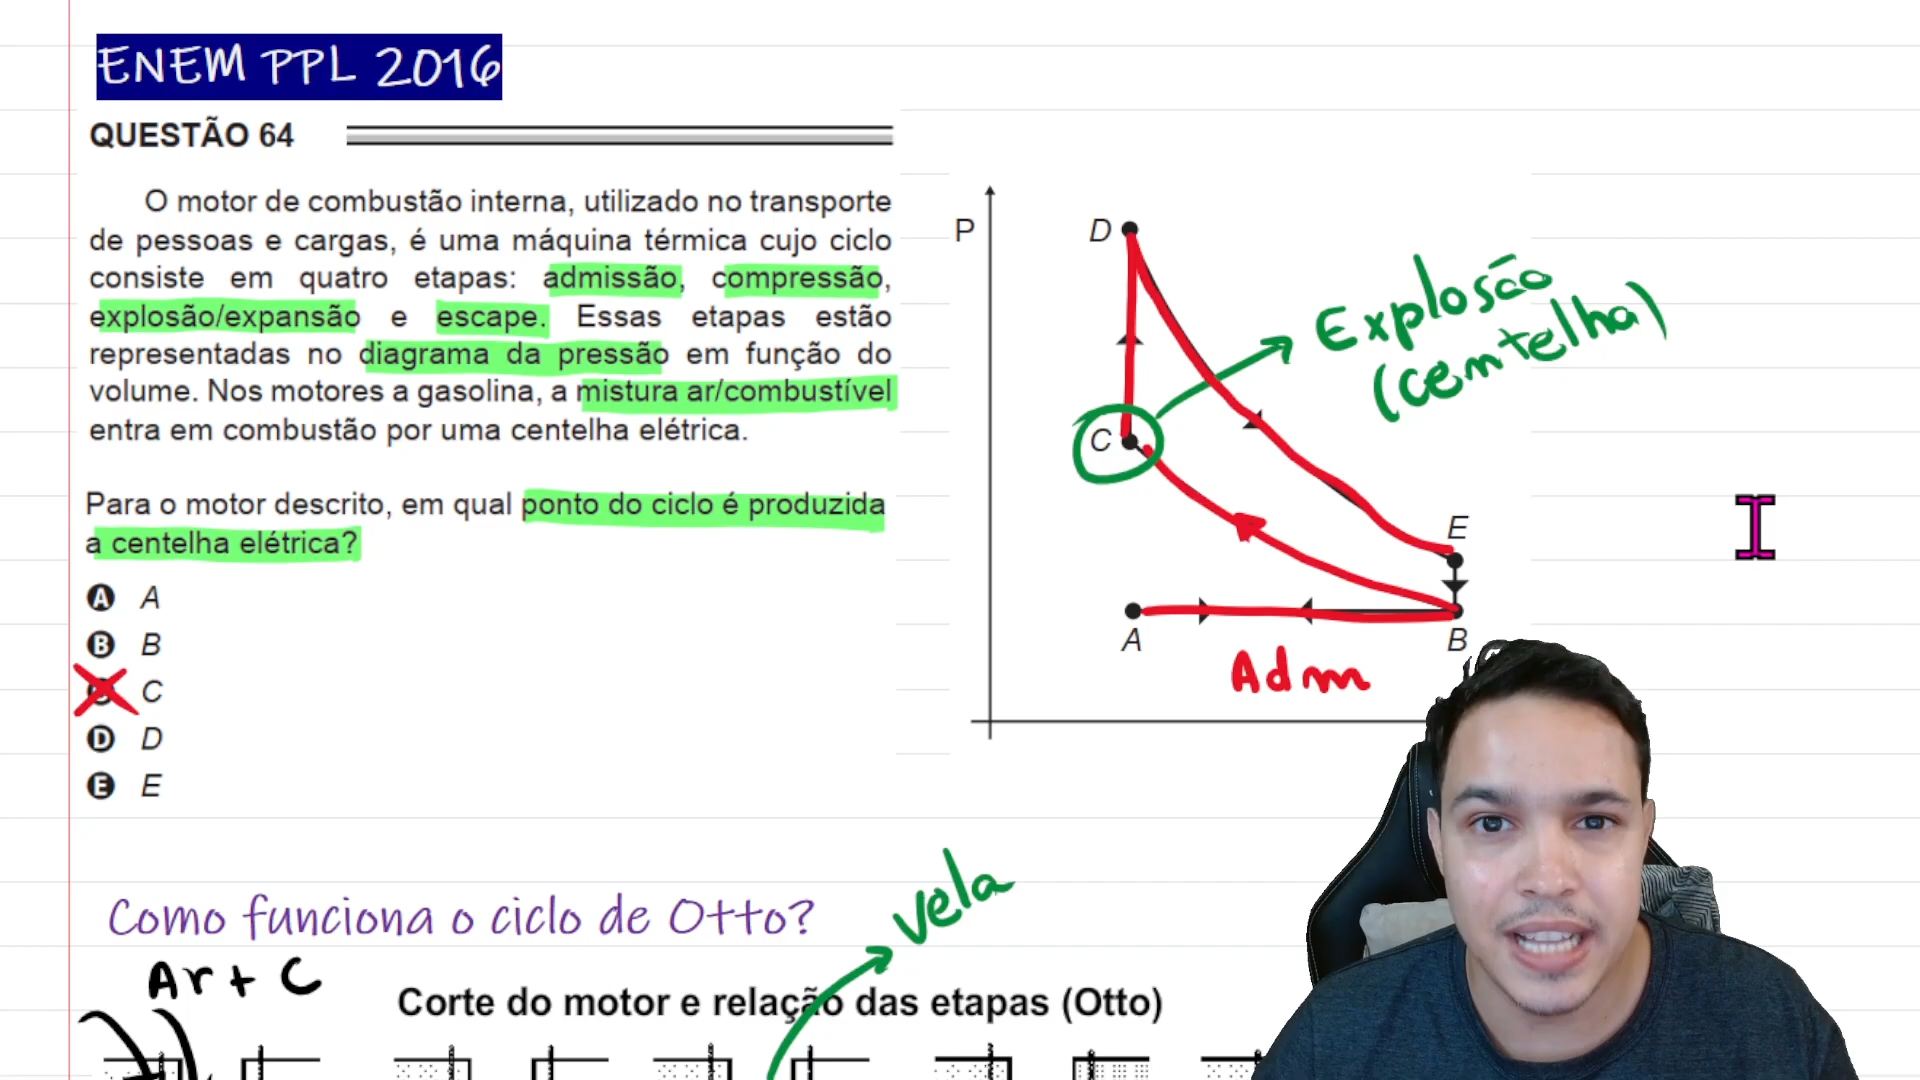 ENEM PPL 2016
QUESTÃO 64
O motor de combustão interna, utilizado no transporte
de pessoas e cargas, é uma máquina térmica cujo ciclo
consiste em quatro etapas: admissão, compressão,
explosão/expansão e escape. Essas etapas estão
representadas no diagrama da pressão em função do
volume. Nos motores a gasolina, a mistura ar/combustível
entra em combustão por uma centelha elétrica.
Para o motor descrito, em qual ponto do ciclo é produzida
a centelha elétrica?
A A
B B
C
D D
E E
P
D
Explosão
(centelha)
C
E
A
B
Adm
Como funciona o ciclo de Otto?
Vela
Ar + C
Corte do motor e relação das etapas (Otto)